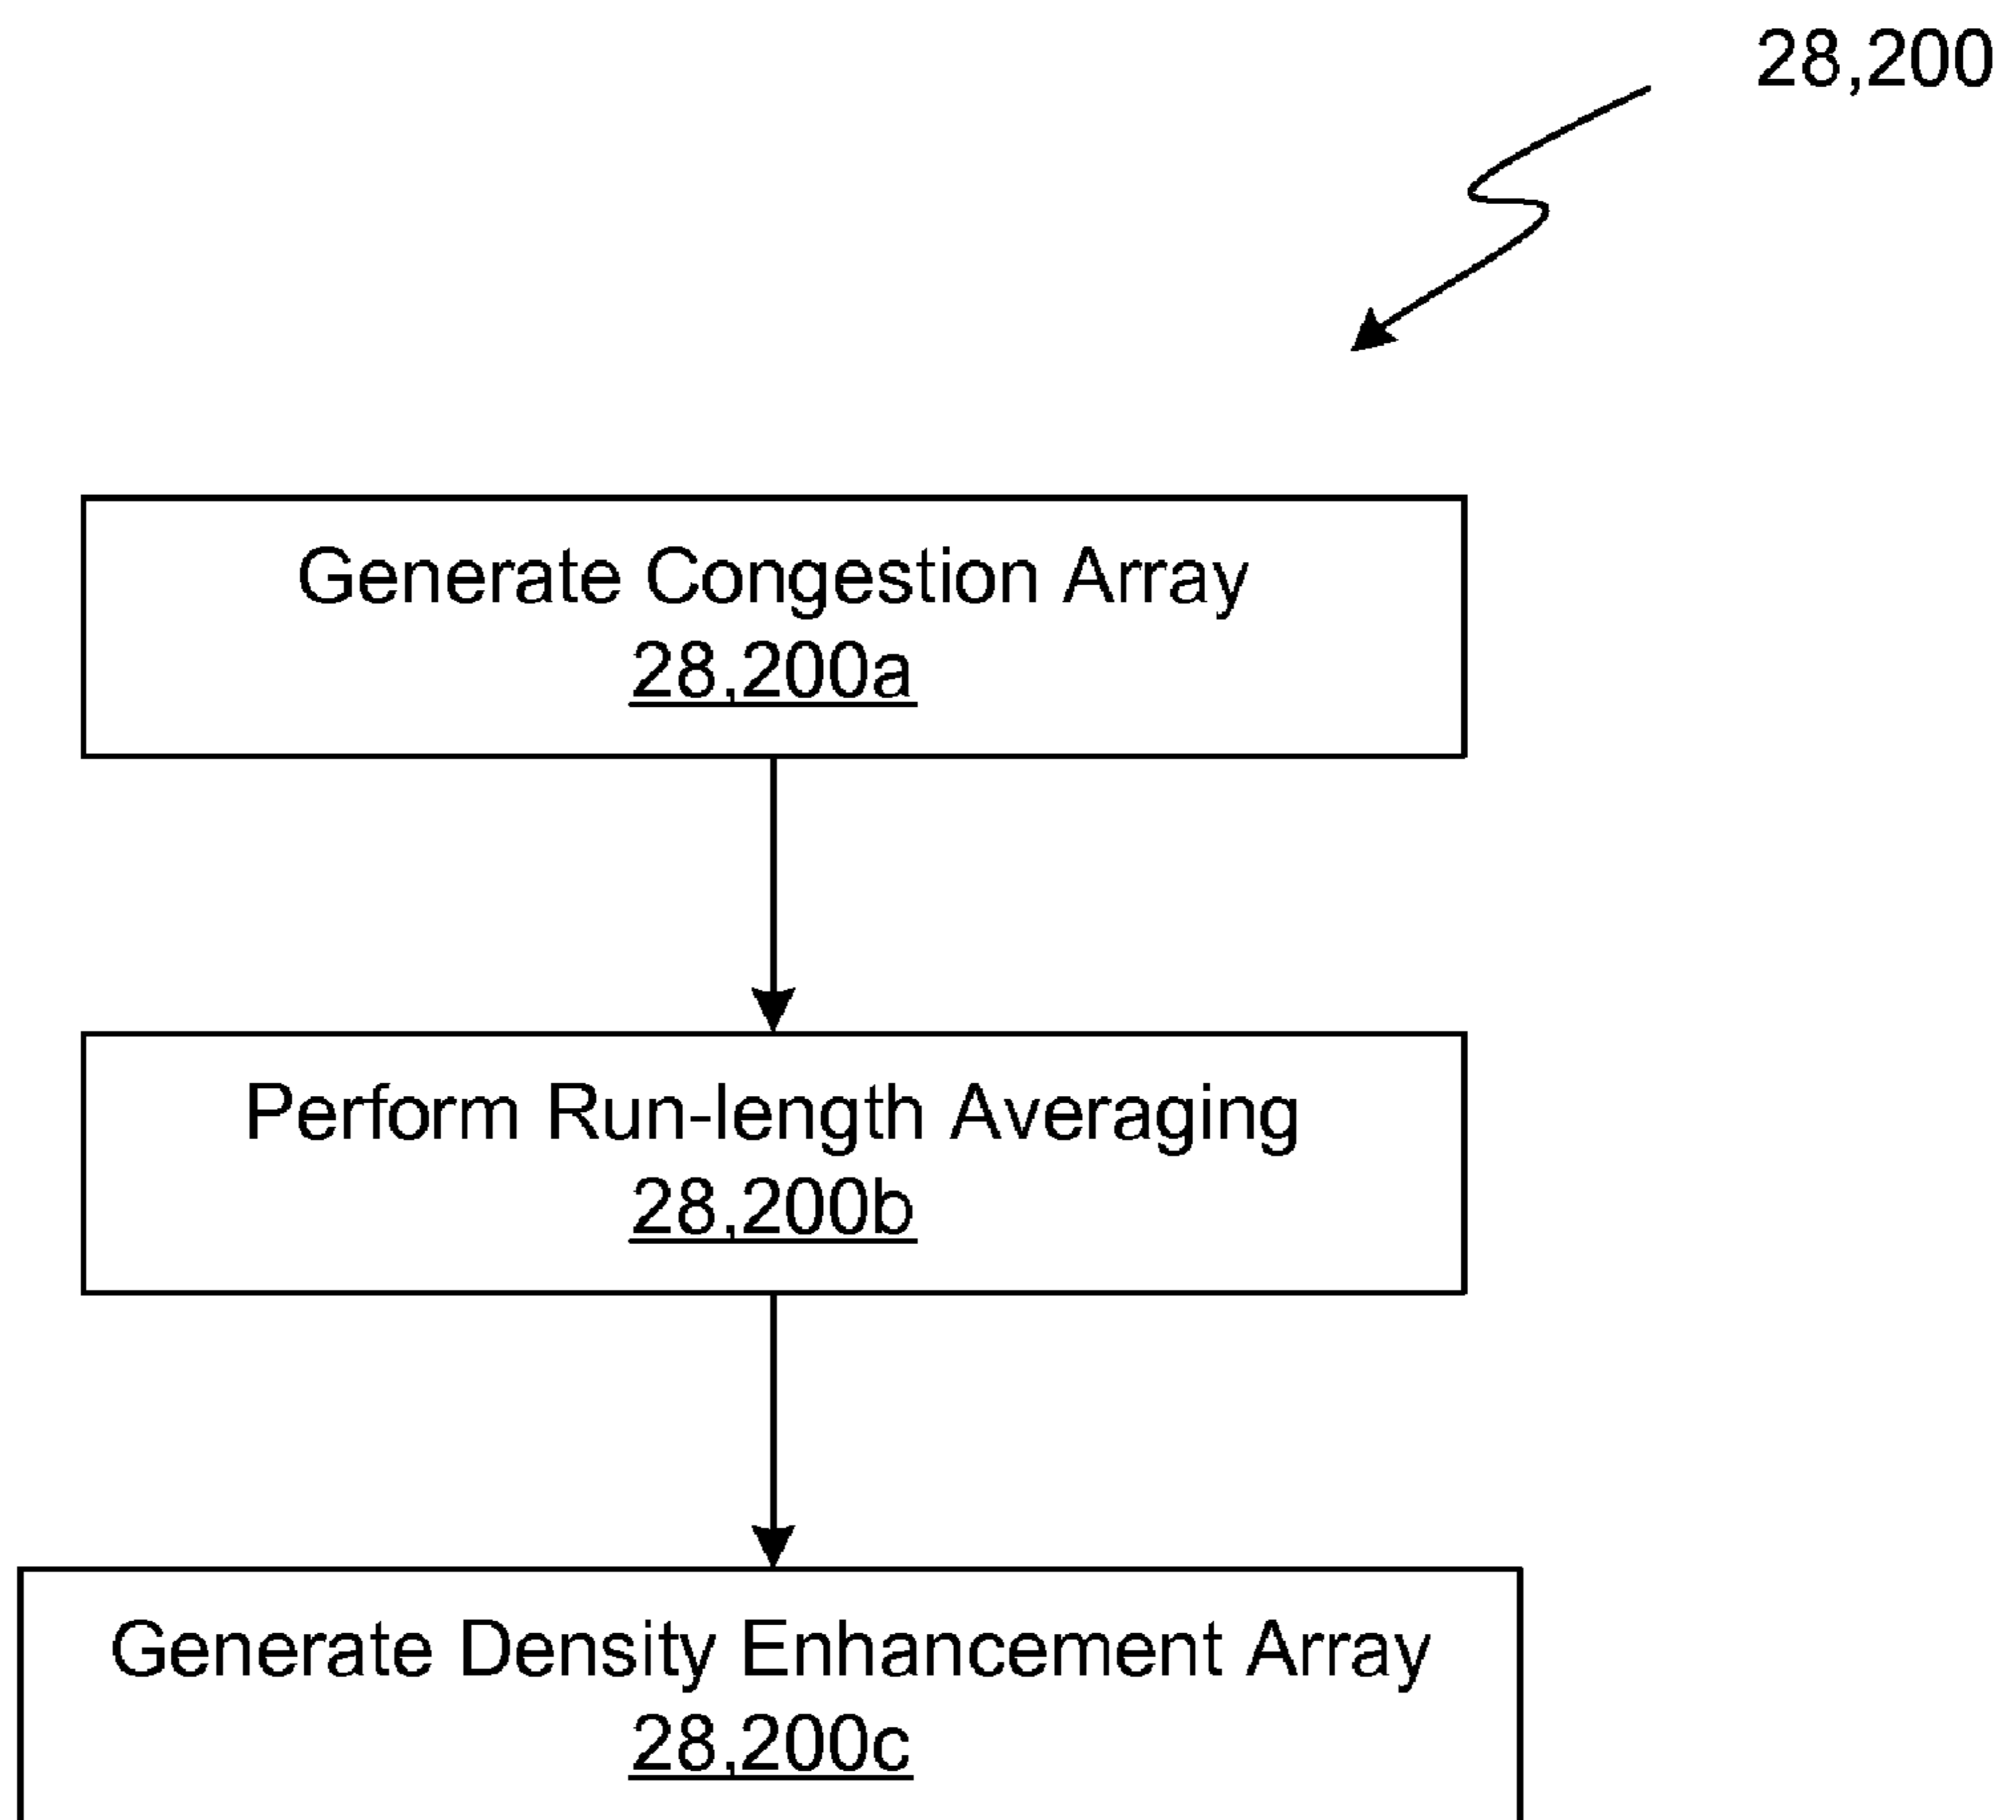 28,200
Generate Congestion Array
28,200a
Perform Run-length Averaging
28,200b
Generate Density Enhancement Array
28,200c